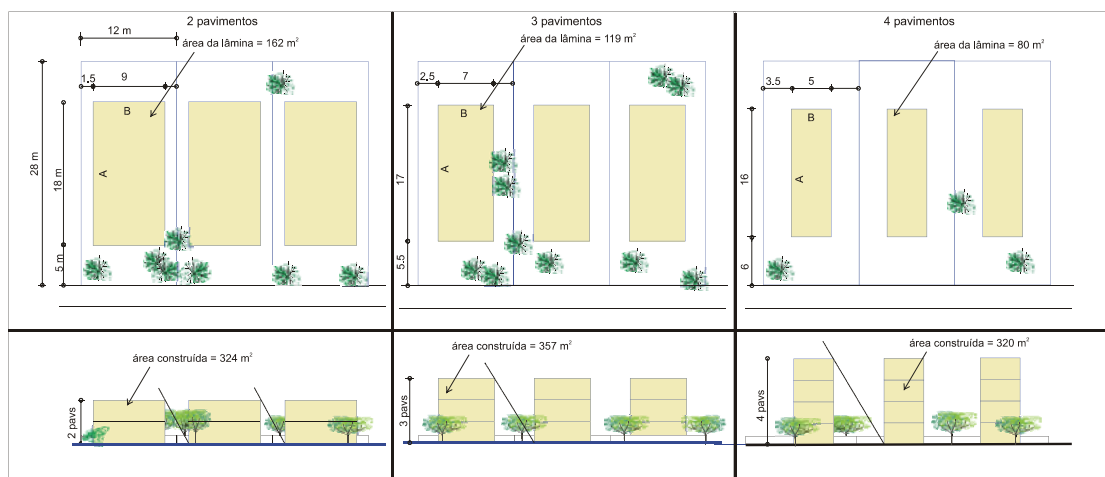 2 pavimentos
12 m
área da lâmina = 162 m²
1.5
9
B
A
28 m
18 m
5 m
3 pavimentos
área da lâmina = 119 m²
2.5
7
B
A
17
5.5
4 pavimentos
área da lâmina = 80 m²
3.5
5
B
A
16
6
área construída = 324 m²
2 pavs
área construída = 357 m²
3 pavs
área construída = 320 m²
4 pavs